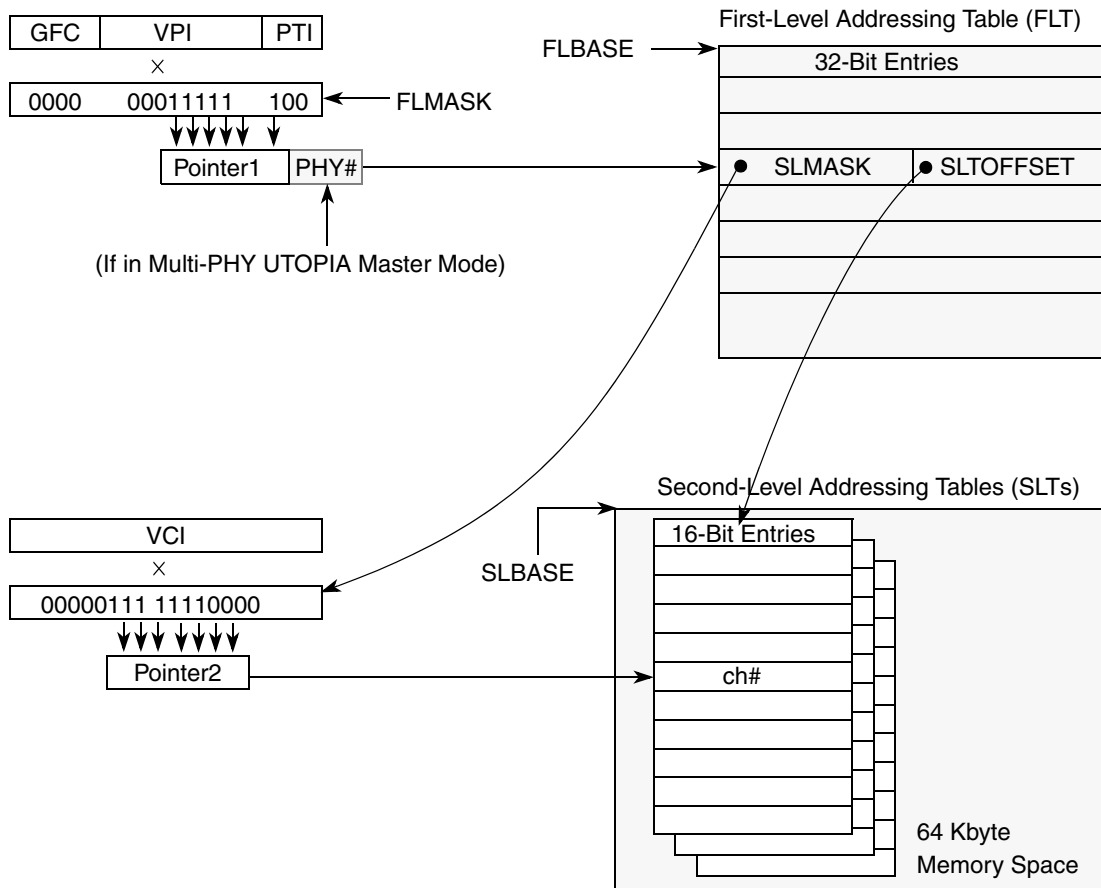 First-Level Addressing Table (FLT)
GFC VPI PTI
FLBASE
×
32-Bit Entries
0000 00011111 100
FLMASK
Pointer1 PHY#
SLMASK SLTOFFSET
(If in Multi-PHY UTOPIA Master Mode)
Second-Level Addressing Tables (SLTs)
VCI
16-Bit Entries
×
SLBASE
00000111 11110000
Pointer2
ch#
64 Kbyte
Memory Space